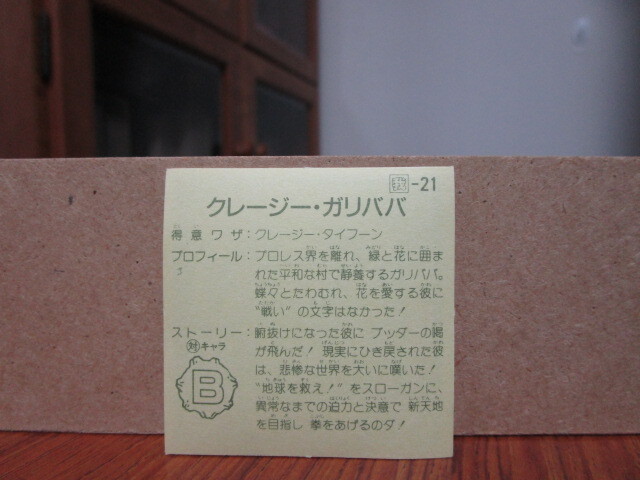 -21
クレージー・ガリババ
得意ワザ：クレージー・タイフーン
プロフィール：プロレス界を離れ、緑と花に囲ま
れた平和な村で静養するガリババ。
蝶々とたわむれ、花を愛する彼に
“戦い”の文字はなかった！
ストーリー：腑抜けになった彼に ブッダーの喝
対キャラ
が飛んだ！ 現実にひき戻された彼
は、悲惨な世界を大いに嘆いた！
B
“地球を救え！”をスローガンに、
異常なまでの迫力と決意で 新天地
を目指し 拳をあげるのダ！